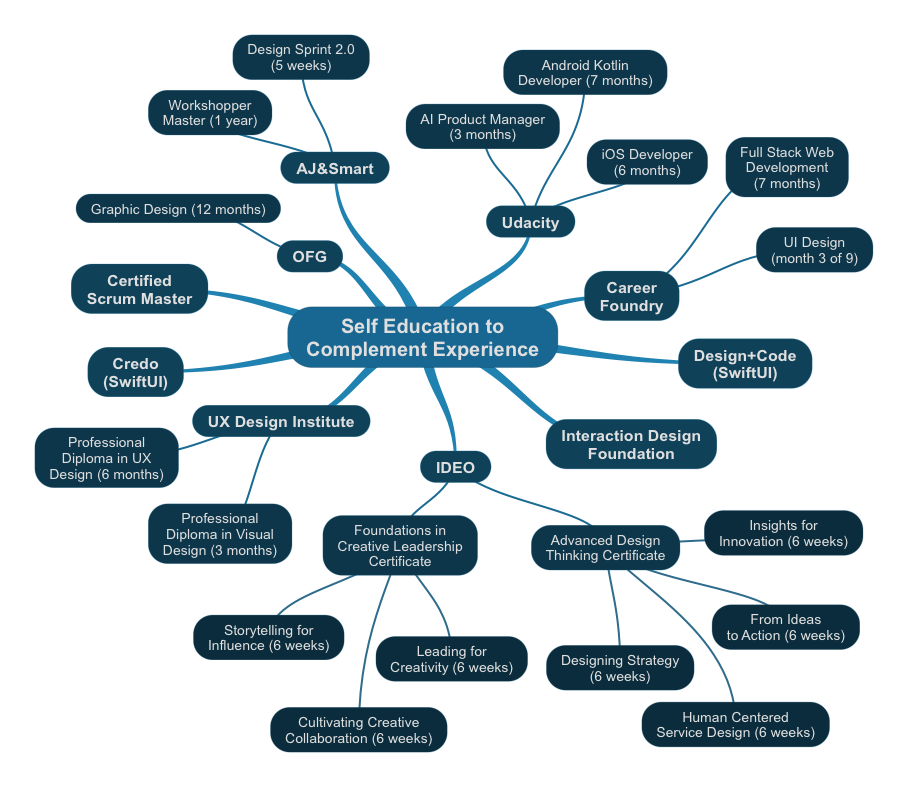 Design Sprint 2.0
(5 weeks)
Workshopper
Master (1 year)
AJ&Smart
Android Kotlin
Developer (7 months)
AI Product Manager
(3 months)
iOS Developer
(6 months)
Udacity
Full Stack Web
Development
(7 months)
UI Design
(month 3 of 9)
Career
Foundry
Graphic Design (12 months)
OFG
Certified
Scrum Master
Self Education to
Complement Experience
Credo
(SwiftUI)
Design+Code
(SwiftUI)
UX Design Institute
Professional
Diploma in UX
Design (6 months)
Professional
Diploma in Visual
Design (3 months)
Interaction Design
Foundation
IDEO
Foundations in
Creative Leadership
Certificate
Storytelling for
Influence (6 weeks)
Cultivating Creative
Collaboration (6 weeks)
Leading for
Creativity (6 weeks)
Advanced Design
Thinking Certificate
Insights for
Innovation (6 weeks)
From Ideas
to Action (6 weeks)
Designing Strategy
(6 weeks)
Human Centered
Service Design (6 weeks)